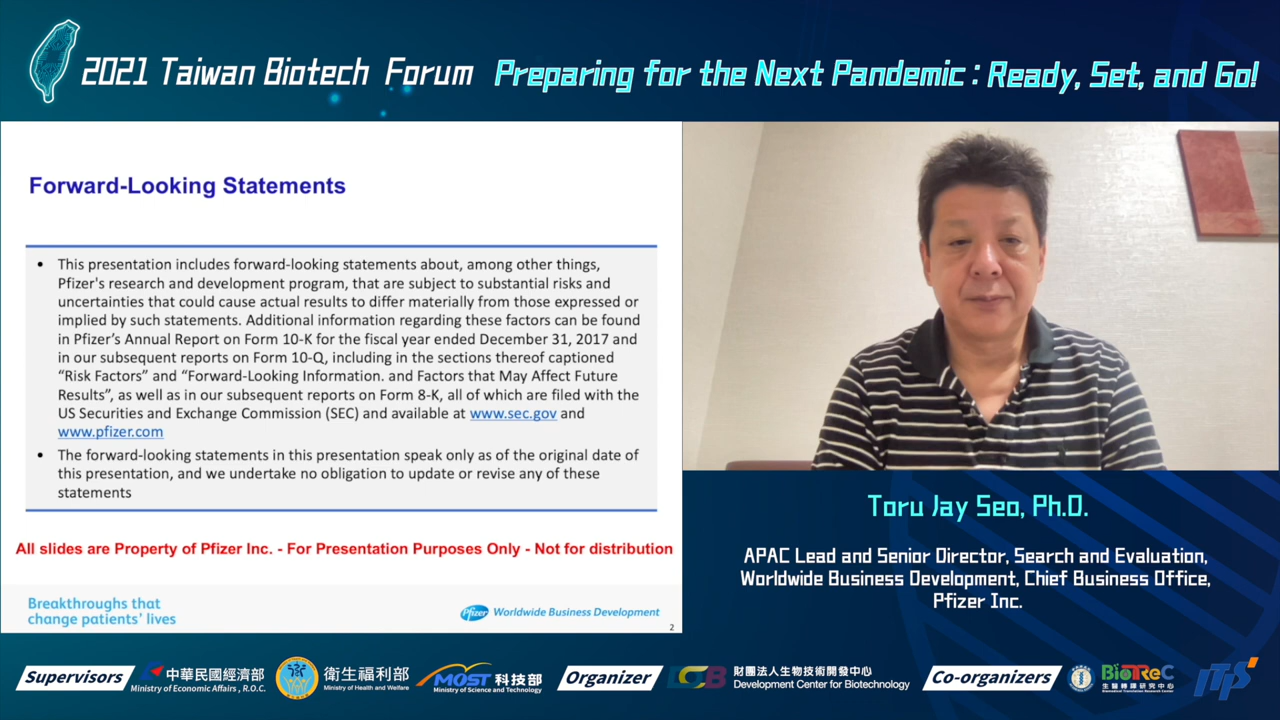 2021 Taiwan Biotech Forum Preparing for the Next Pandemic : Ready, Set, and Go!
Forward-Looking Statements
• This presentation includes forward-looking statements about, among other things,
Pfizer's research and development program, that are subject to substantial risks and
uncertainties that could cause actual results to differ materially from those expressed or
implied by such statements. Additional information regarding these factors can be found
in Pfizer's Annual Report on Form 10-K for the fiscal year ended December 31, 2017 and
in our subsequent reports on Form 10-Q, including in the sections thereof captioned
“Risk Factors” and “Forward-Looking Information. and Factors that May Affect Future
Results”, as well as in our subsequent reports on Form 8-K, all of which are filed with the
US Securities and Exchange Commission (SEC) and available at www.sec.gov and
www.pfizer.com
• The forward-looking statements in this presentation speak only as of the original date of
this presentation, and we undertake no obligation to update or revise any of these
statements
All slides are Property of Pfizer Inc. - For Presentation Purposes Only - Not for distribution
Breakthroughs that
change patients' lives
Pfizer Worldwide Business Development
2
Toru Jay Seo, Ph.D.
APAC Lead and Senior Director, Search and Evaluation,
Worldwide Business Development, Chief Business Office,
Pfizer Inc.
Supervisors
中華民國經濟部
Ministry of Economic Affairs , R.O.C.
衛生福利部
Ministry of Health and Welfare
MOST 科技部
Ministry of Science and Technology
Organizer
DCB
財團法人生物技術開發中心
Development Center for Biotechnology
Co-organizers
BioTReC
生醫轉譯研究中心
Biomedical Translation Research Center
ITIS